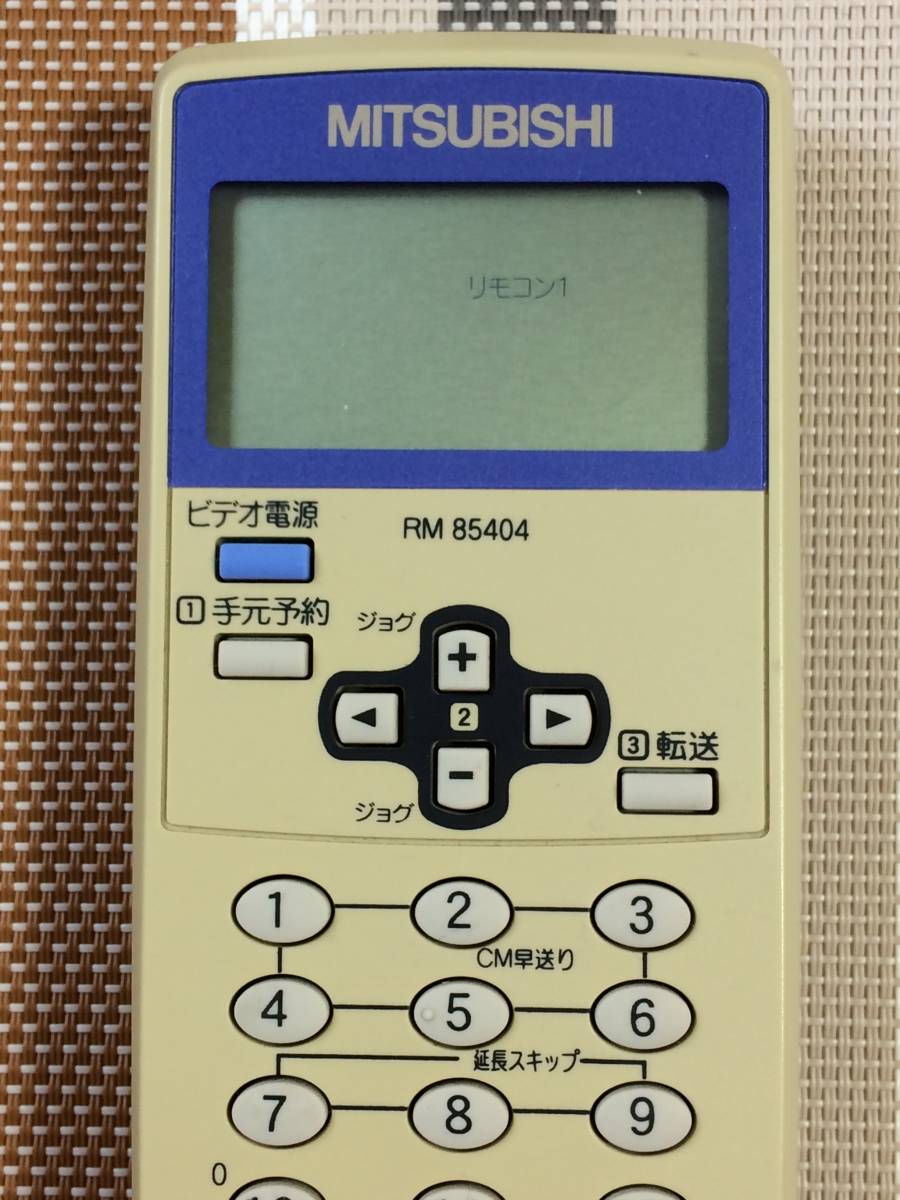 MITSUBISHI
リモコン1
ビデオ電源
RM 85404
1 手元予約
ジョグ
+
◀ 2 ▶
−
3 転送
ジョグ
1 2 3
CM早送り
4 5 6
延長スキップ
7 8 9
0